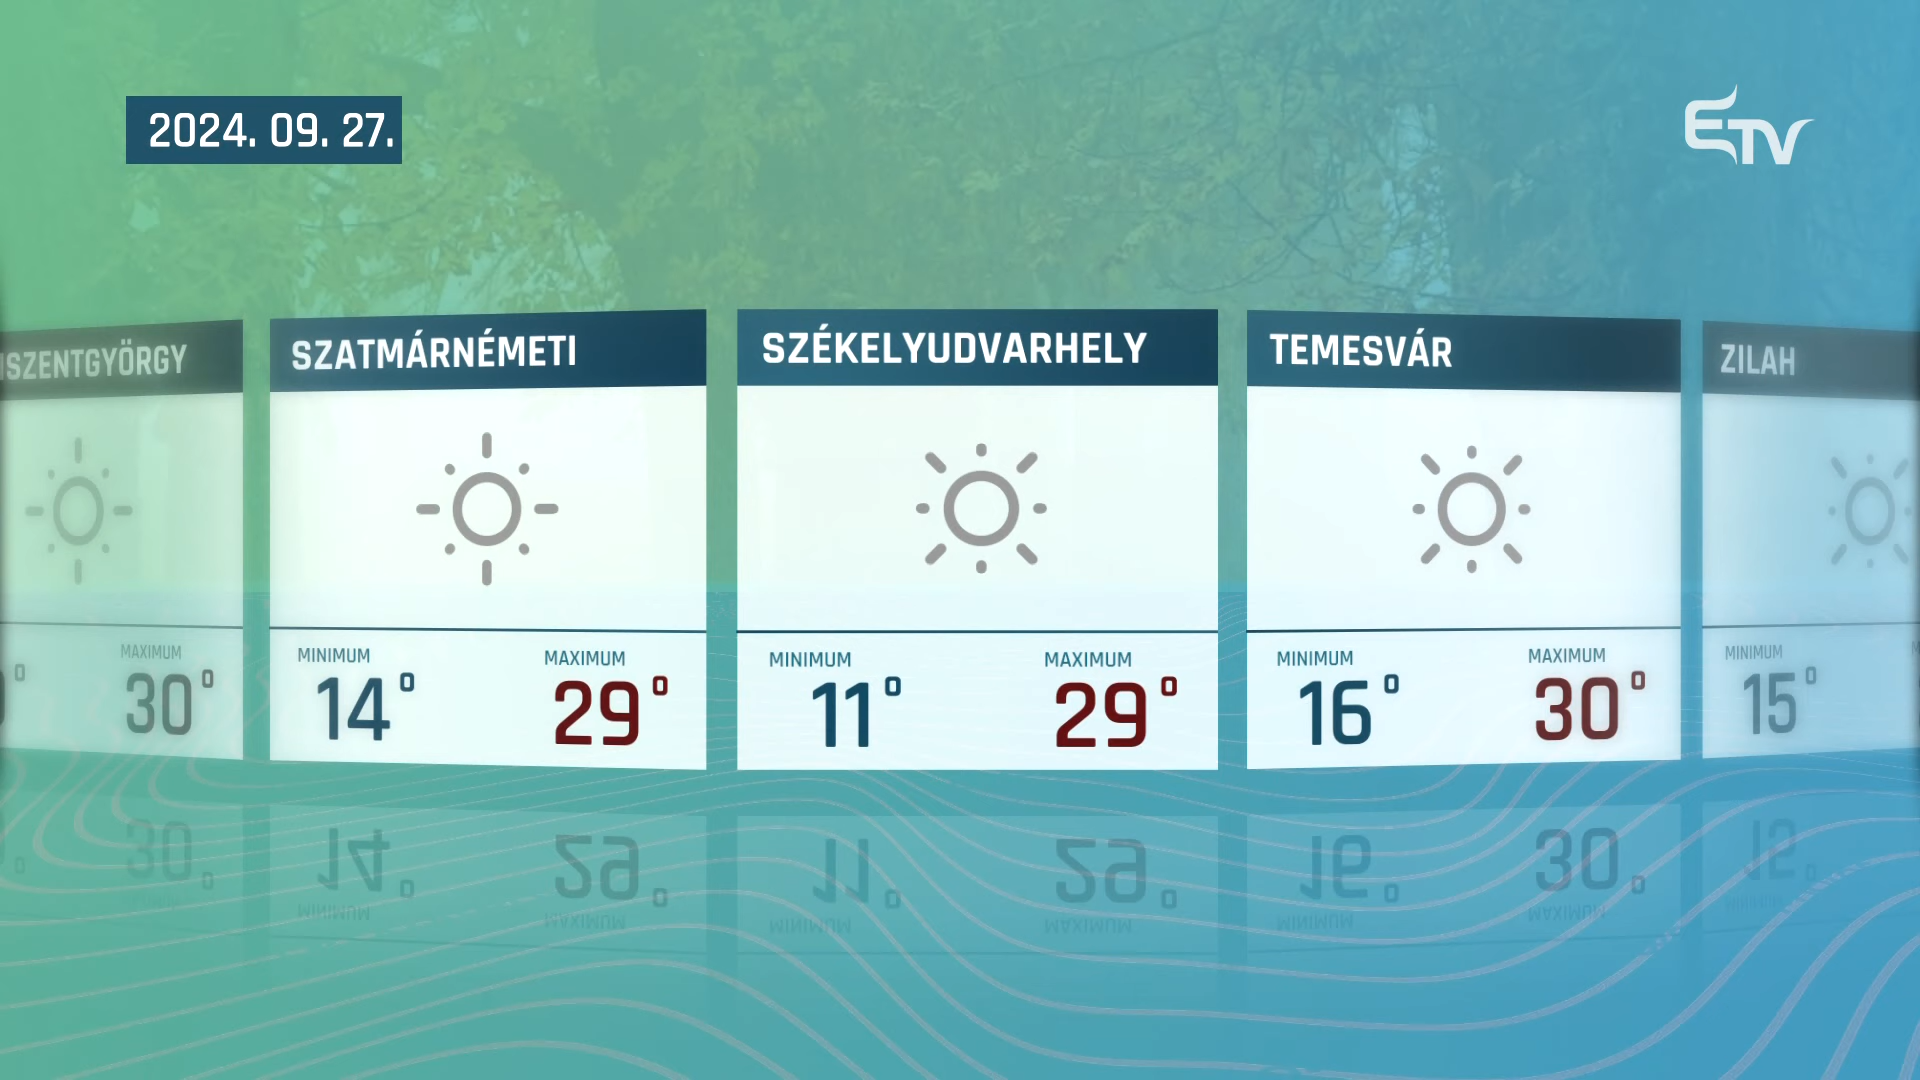 2024. 09. 27.
ETV
SZENTGYÖRGY
MAXIMUM
30°
SZATMÁRNÉMETI
MINIMUM
14°
MAXIMUM
29°
SZÉKELYUDVARHELY
MINIMUM
11°
MAXIMUM
29°
TEMESVÁR
MINIMUM
16°
MAXIMUM
30°
ZILAH
MINIMUM
15°